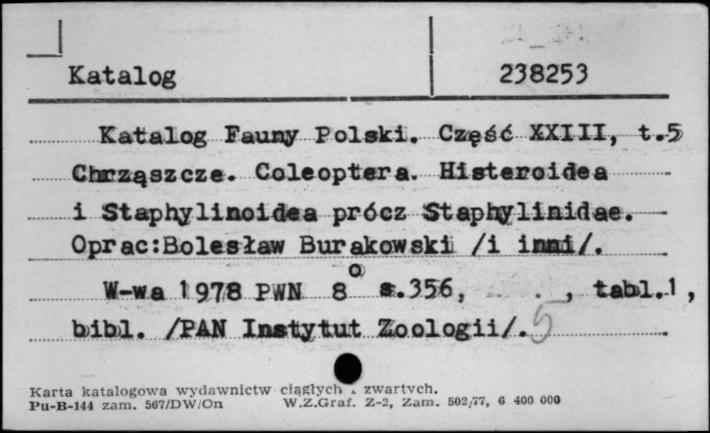 Katalog 238253
Katalog Fauny Polski. Część XXIII, t.5
Chrząszcze. Coleoptera. Histeroidea
i Staphylinoidea prócz Staphylinidae.
Oprac:Bolesław Burakowski /i inni/.
W-wa 1978 PWN 8o s.356, , tabl.1,
bibl. /PAN Instytut Zoologii/. 5
Karta katalogowa wydawnictw ciągłych i zwartych.
Pu-B-144 zam. 567/DW/On W.Z.Graf. Z-2, Zam. 502/77, 6 400 000